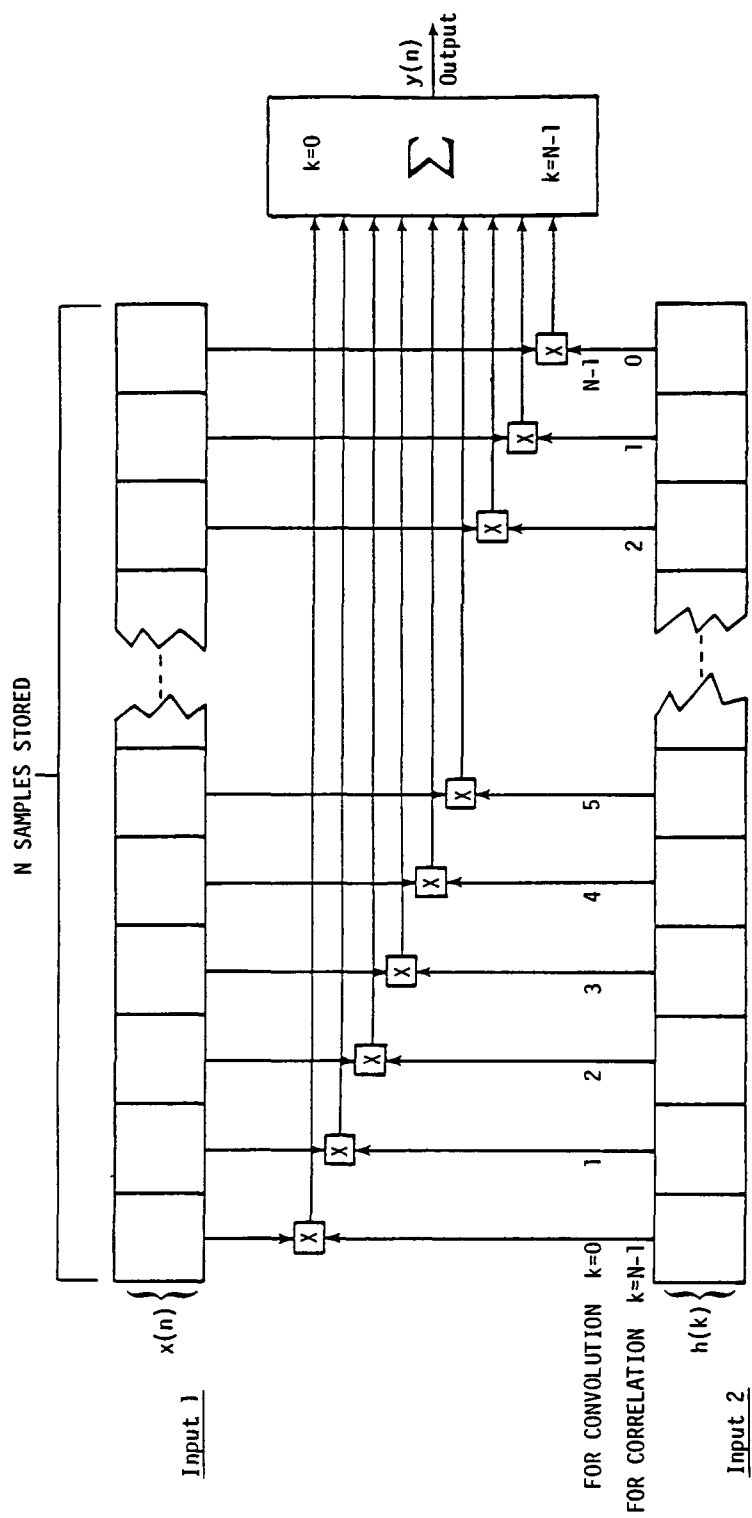 N SAMPLES STORED
x(n)
Input 1
k=0
Σ
k=N-1
y(n)
Output
X
X
X
X
X
X
X
X
X
FOR CONVOLUTION k=0 1 2 3 4 5 N-1
FOR CORRELATION k=N-1 2 1 0
h(k)
Input 2